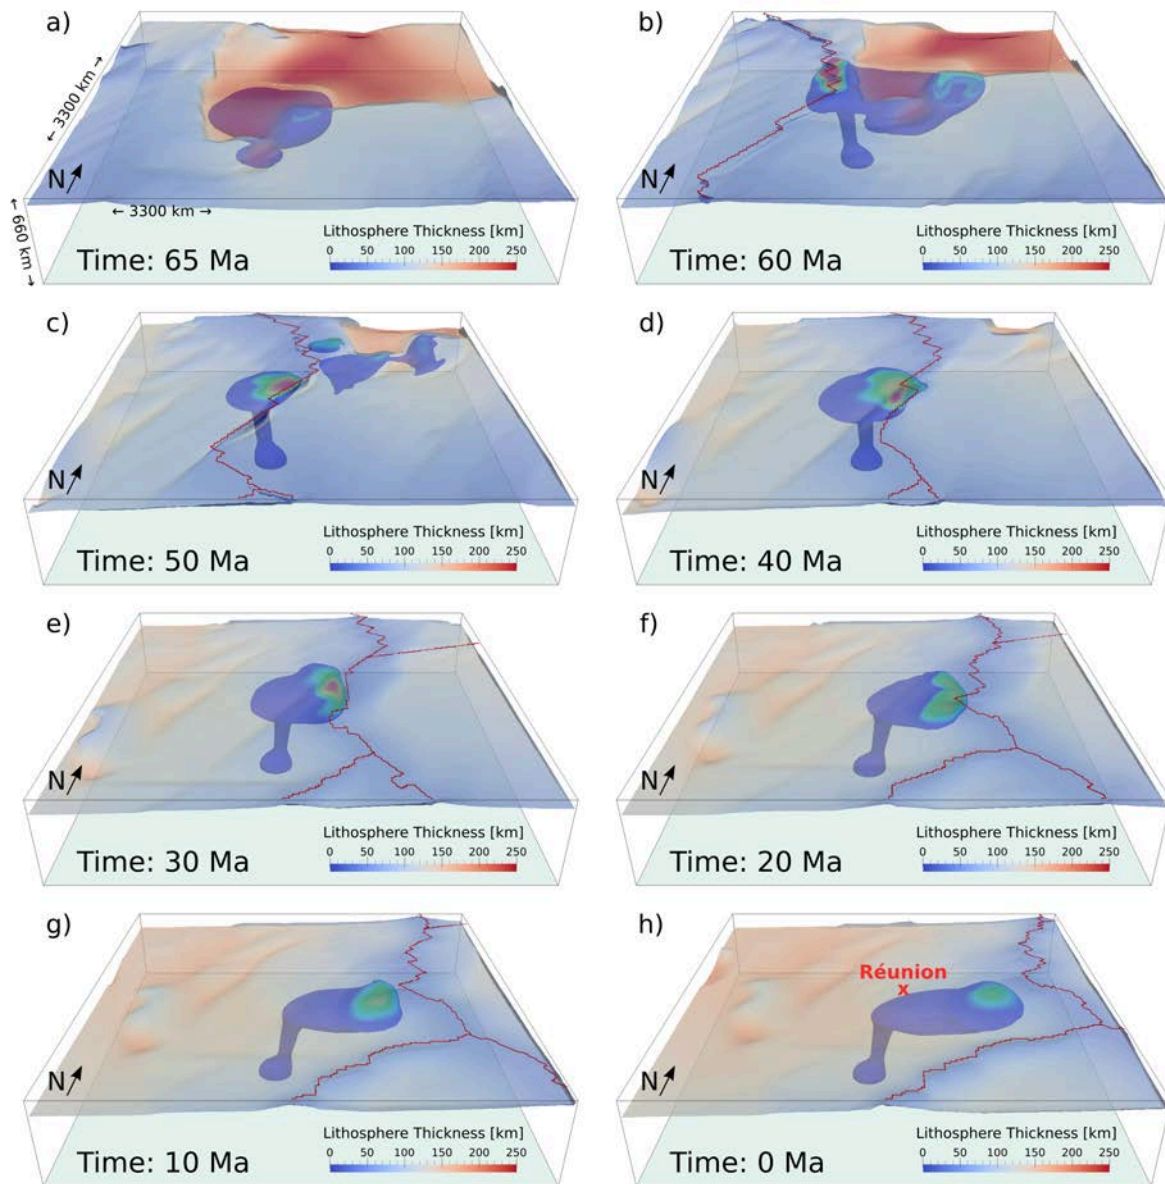 a)
← 3300 km →
N
← 3300 km →
← 660 km →
Lithosphere Thickness [km]
0 50 100 150 200 250
Time: 65 Ma
b)
N
Lithosphere Thickness [km]
0 50 100 150 200 250
Time: 60 Ma
c)
N
Lithosphere Thickness [km]
0 50 100 150 200 250
Time: 50 Ma
d)
N
Lithosphere Thickness [km]
0 50 100 150 200 250
Time: 40 Ma
e)
N
Lithosphere Thickness [km]
0 50 100 150 200 250
Time: 30 Ma
f)
N
Lithosphere Thickness [km]
0 50 100 150 200 250
Time: 20 Ma
g)
N
Lithosphere Thickness [km]
0 50 100 150 200 250
Time: 10 Ma
h)
Réunion
x
N
Lithosphere Thickness [km]
0 50 100 150 200 250
Time: 0 Ma